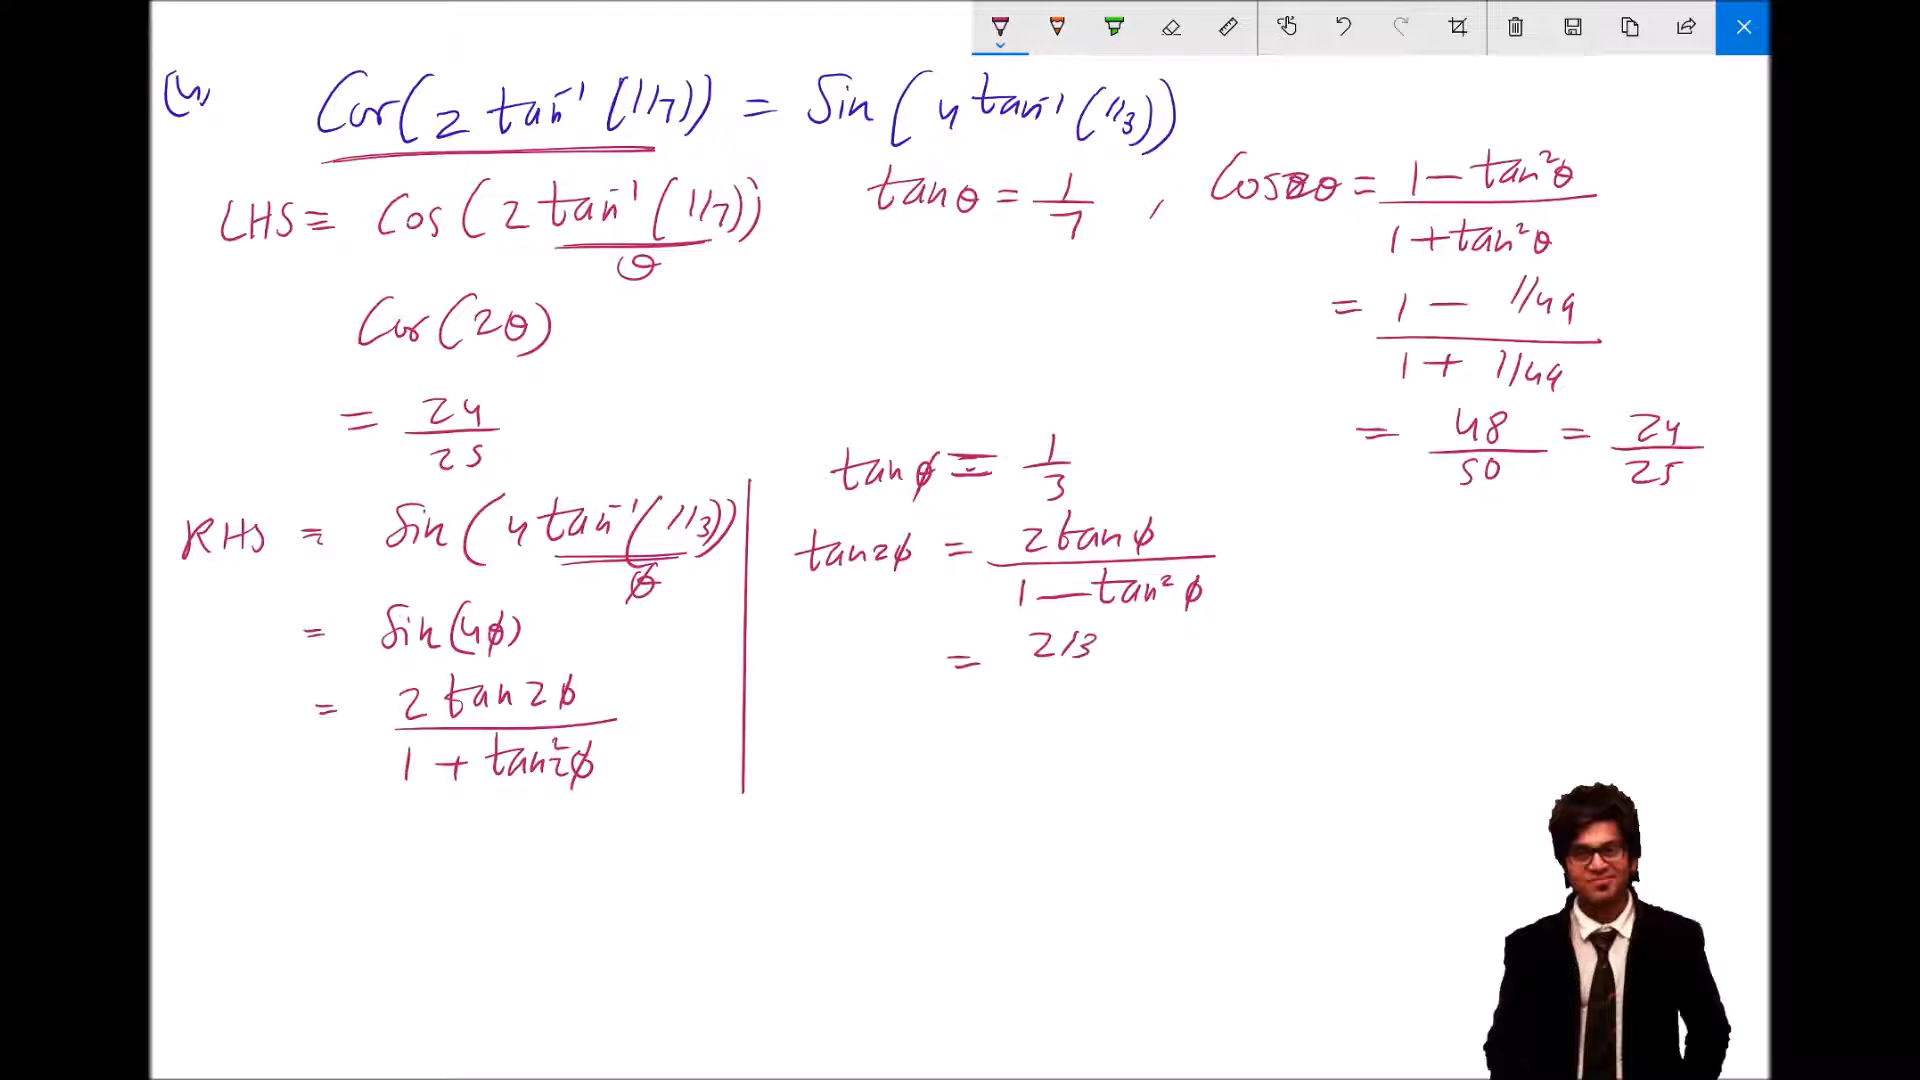 (4) Cos(2 tan⁻¹(1/7)) = Sin(4 tan⁻¹(1/3))
LHS = Cos(2 tan⁻¹(1/7))
θ
tanθ = 1/7 , Cos2θ = (1 - tan²θ)/(1 + tan²θ)
= (1 - 1/49)/(1 + 1/49)
= 48/50 = 24/25
Cos(2θ)
= 24/25
RHS = Sin(4 tan⁻¹(1/3))
ϕ
= Sin(4ϕ)
= 2 tan2ϕ/(1 + tan²2ϕ)
tanϕ = 1/3
tan2ϕ = 2tanϕ/(1 - tan²ϕ)
= 2/3